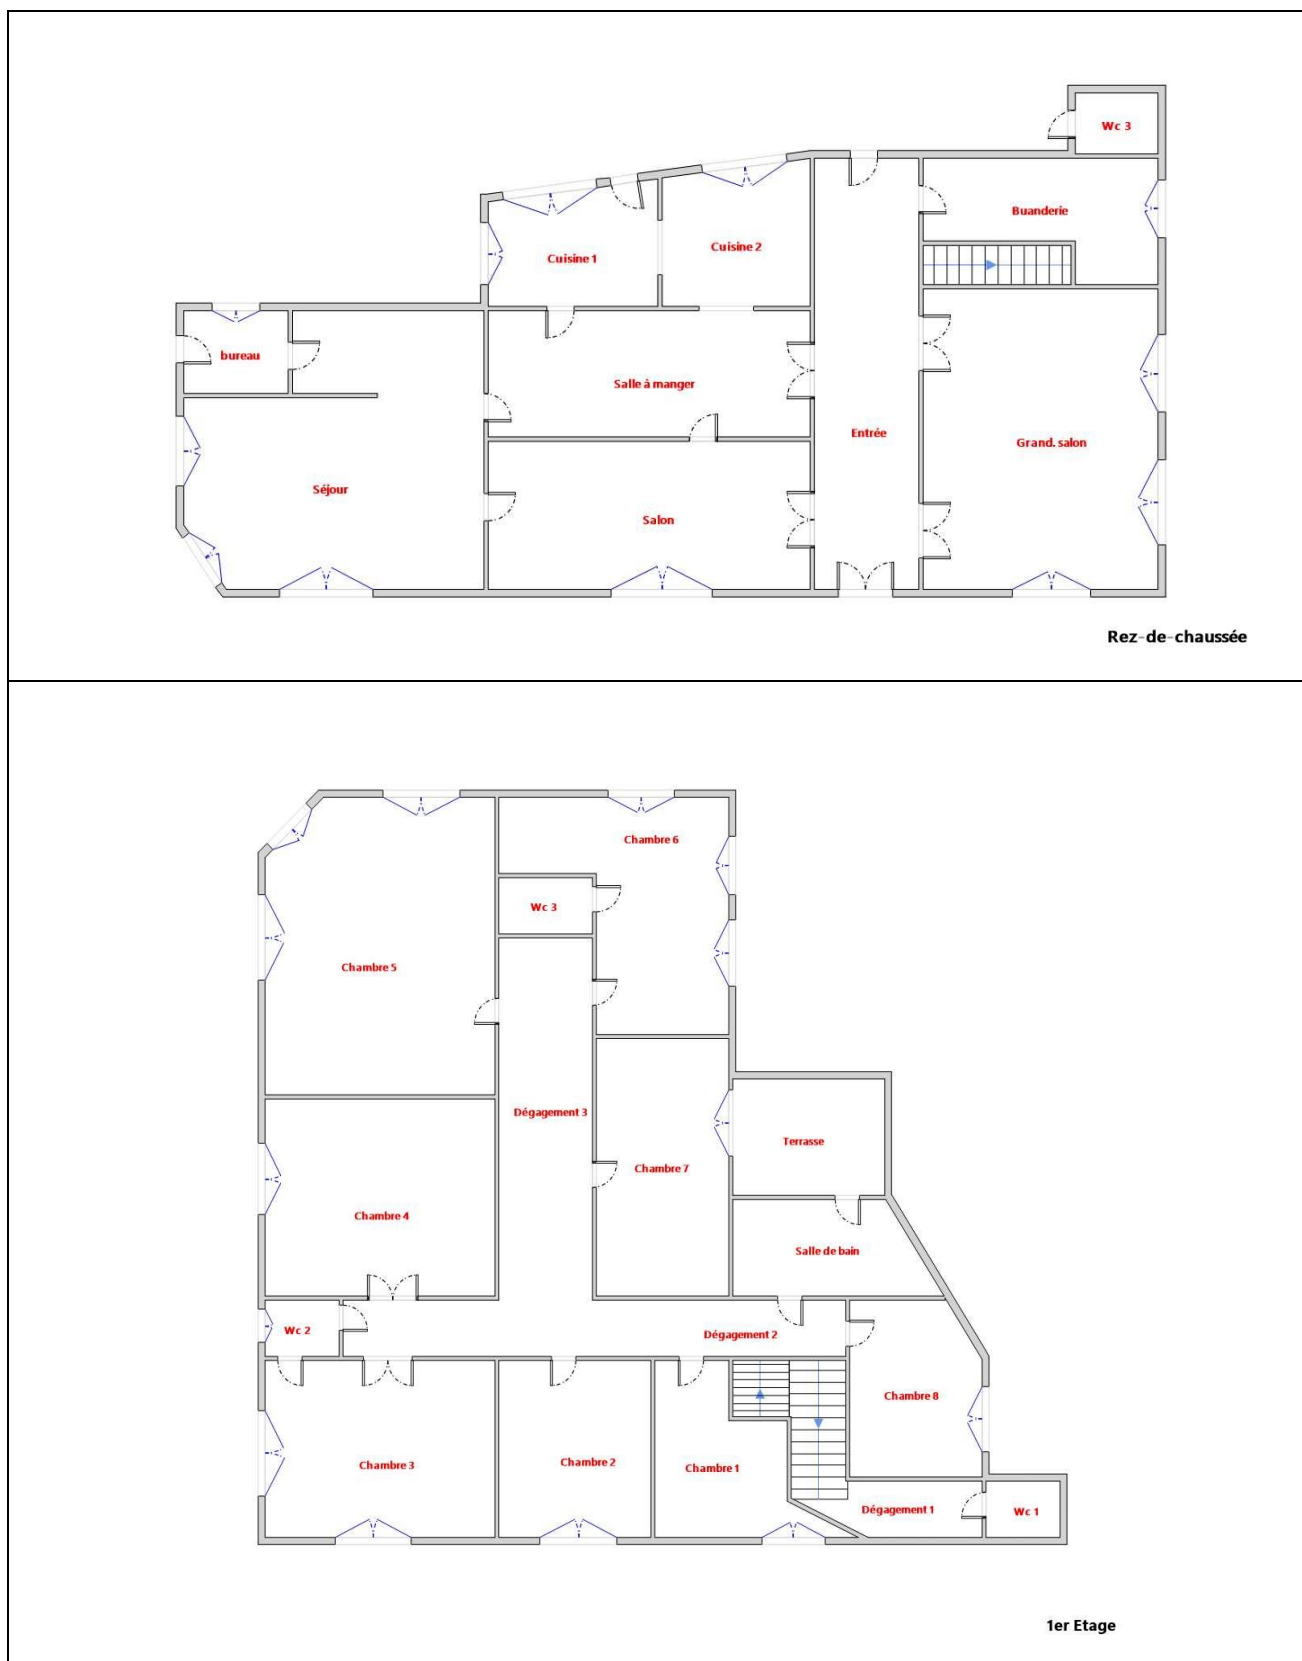 Wc 3
Buanderie
Cuisine 2
Cuisine 1
bureau
Salle à manger
Entrée
Grand. salon
Séjour
Salon
Rez-de-chaussée
Chambre 6
Wc 3
Chambre 5
Dégagement 3
Terrasse
Chambre 7
Chambre 4
Salle de bain
Wc 2
Dégagement 2
Chambre 8
Chambre 3
Chambre 2
Chambre 1
Dégagement 1
Wc 1
1er Etage